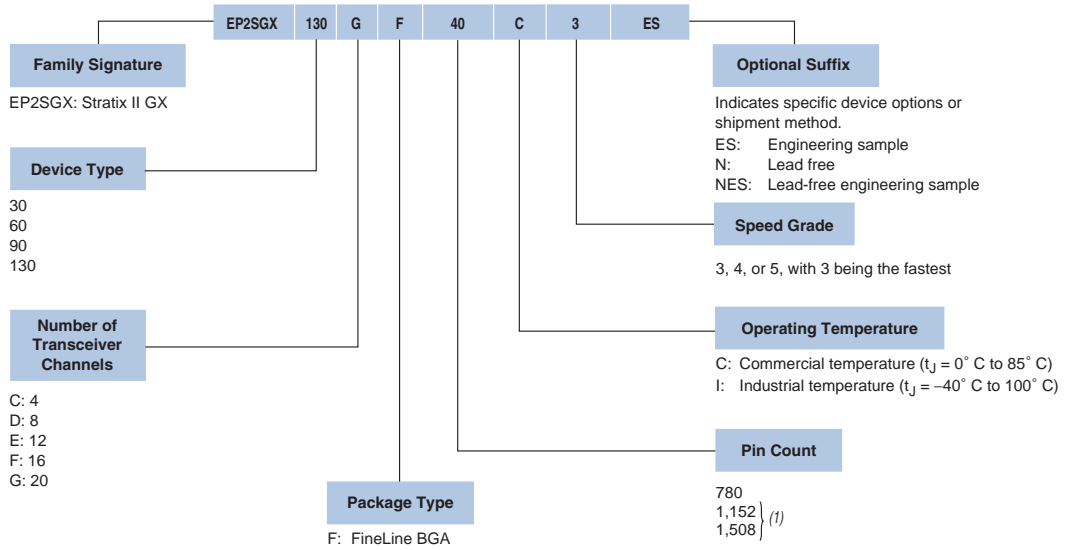 EP2SGX 130 G F 40 C 3 ES
Family Signature
EP2SGX: Stratix II GX
Device Type
30
60
90
130
Number of
Transceiver
Channels
C: 4
D: 8
E: 12
F: 16
G: 20
Package Type
F: FineLine BGA
Optional Suffix
Indicates specific device options or
shipment method.
ES: Engineering sample
N: Lead free
NES: Lead-free engineering sample
Speed Grade
3, 4, or 5, with 3 being the fastest
Operating Temperature
C: Commercial temperature (tJ = 0° C to 85° C)
I: Industrial temperature (tJ = –40° C to 100° C)
Pin Count
780
1,152
1,508
(1)